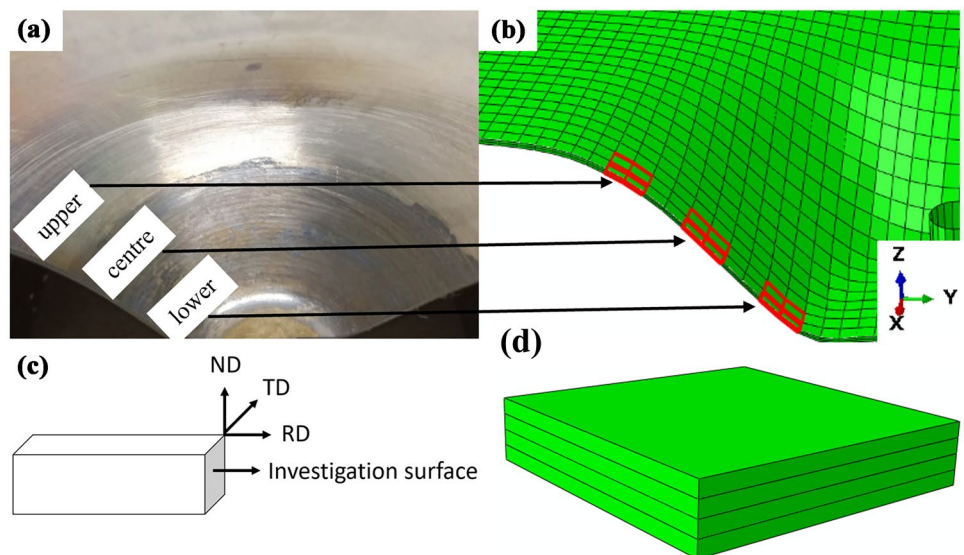 (a)
(b)
upper
centre
lower
Z
Y
X
(c)
ND
TD
RD
Investigation surface
(d)